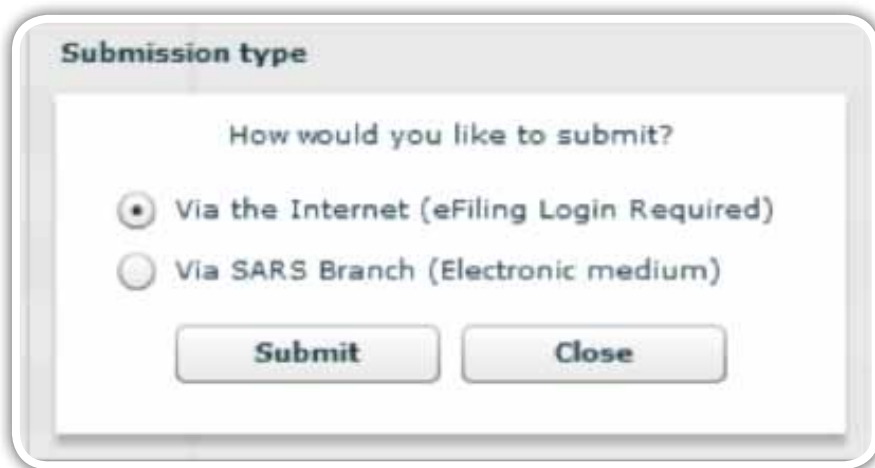 Submission type
How would you like to submit?
Via the Internet (eFiling Login Required)
Via SARS Branch (Electronic medium)
Submit Close